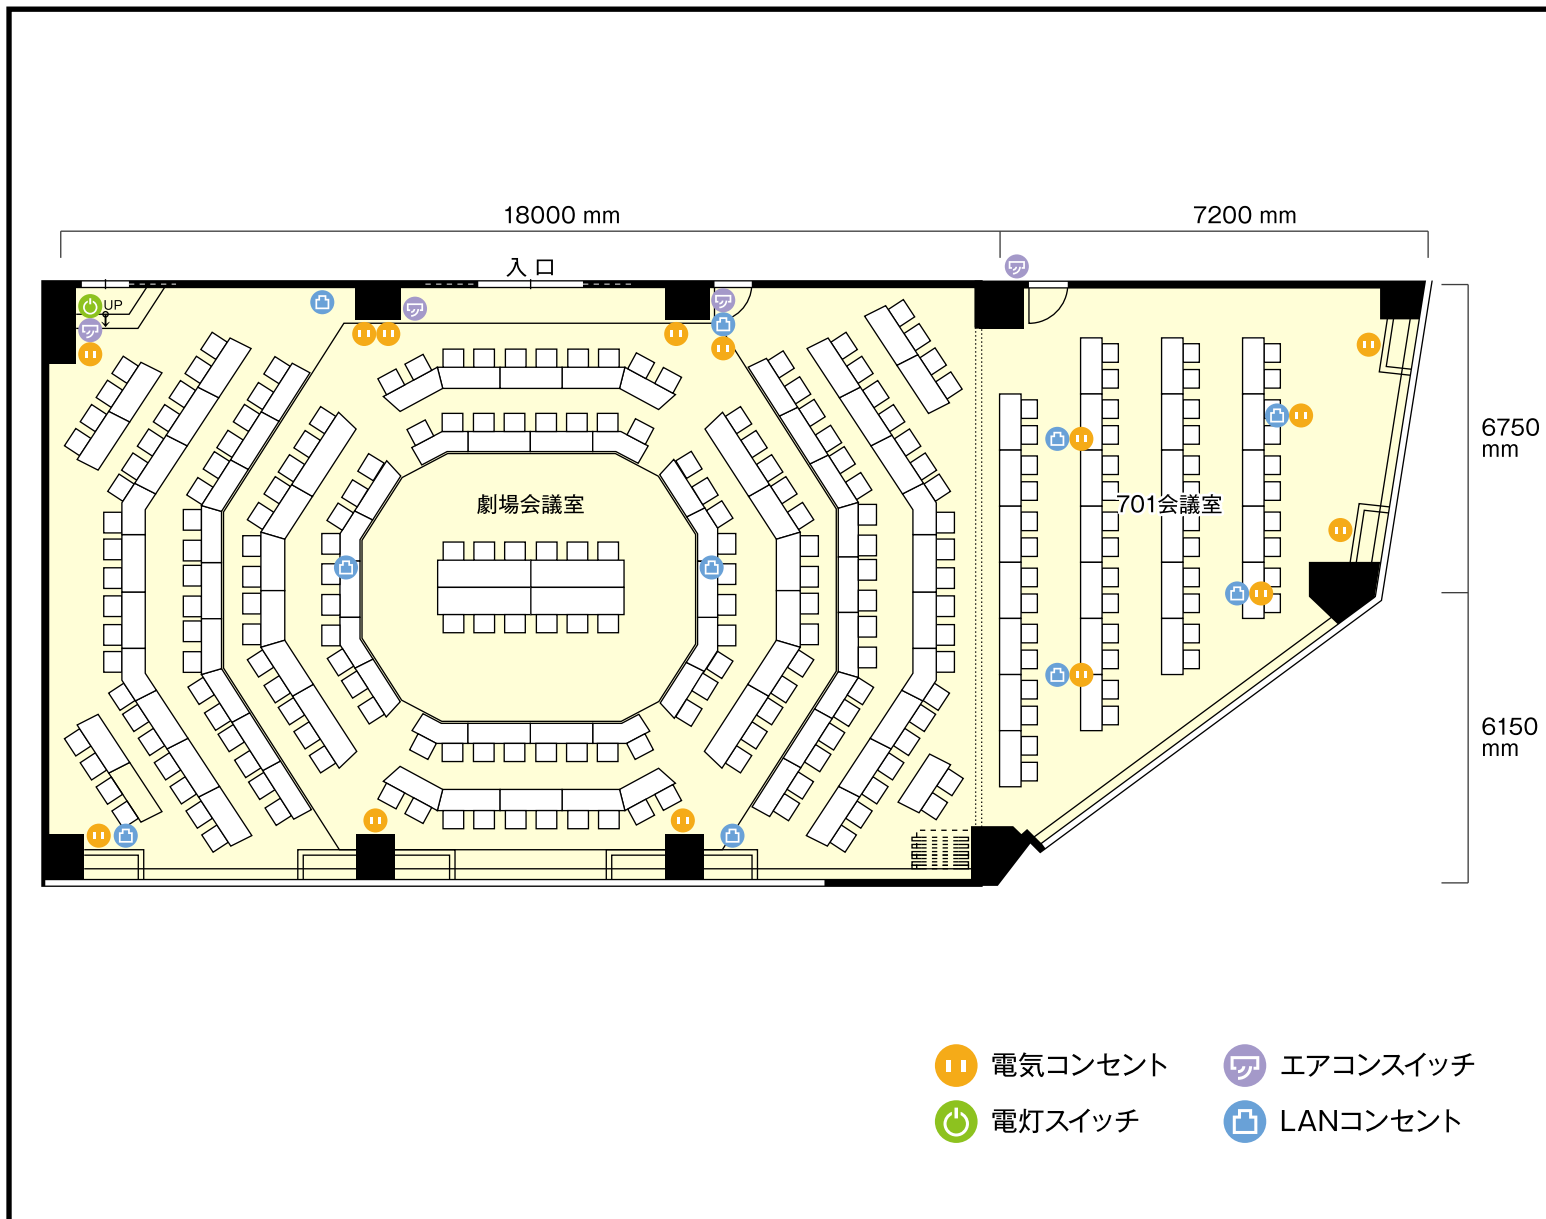 18000 mm
7200 mm
入口
UP
6750
mm
劇場会議室
701会議室
6150
mm
電気コンセント
エアコンスイッチ
電灯スイッチ
LANコンセント